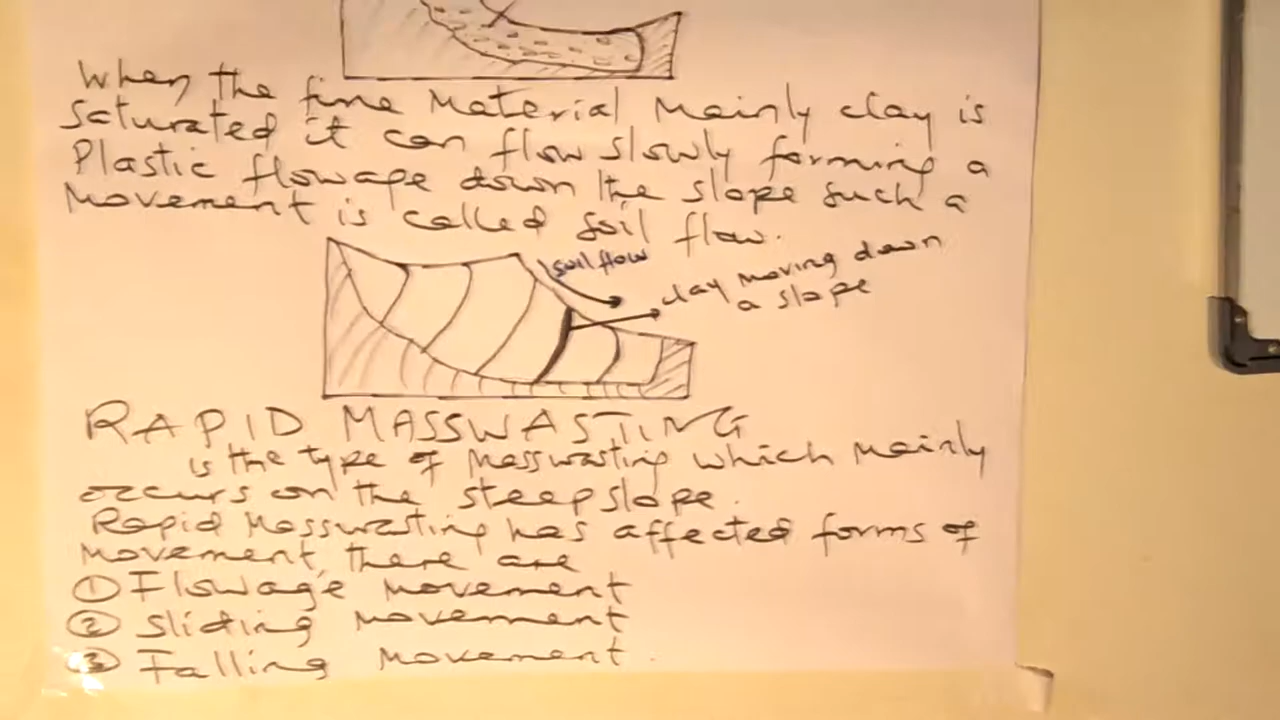 When the fine material mainly clay is
saturated it can flow slowly forming a
Plastic flowage down the slope such a
movement is called soil flow.
soil flow
clay moving down
a slope
RAPID MASSWASTING
is the type of masswasting which mainly
occurs on the steep slope.
Rapid masswasting has affected forms of
movement, there are
① Flowage movement
② Sliding movement
③ Falling movement.